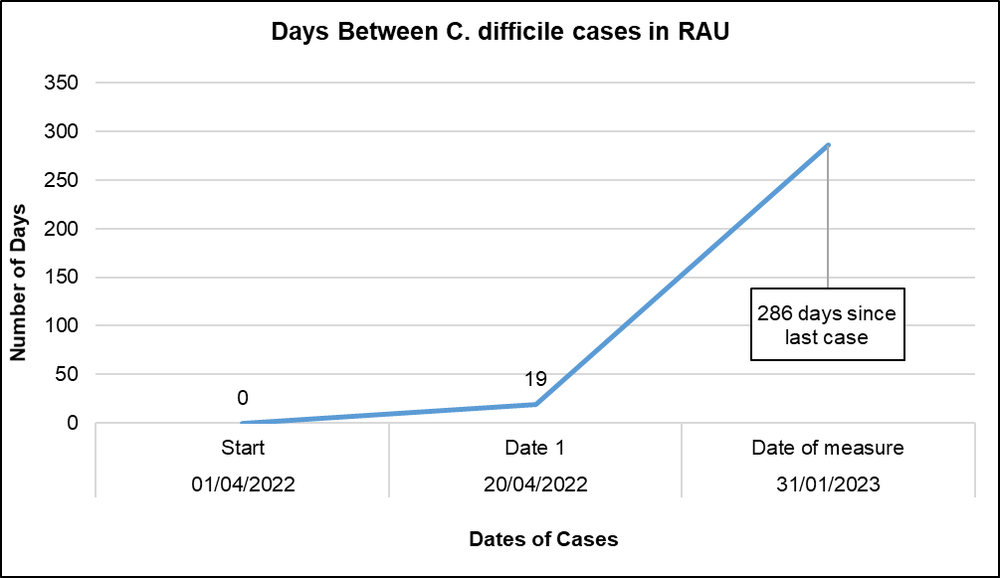 Days Between C. difficile cases in RAU
Number of Days
350
300
250
200
150
100
50
0
0
19
286 days since
last case
Start
Date 1
Date of measure
01/04/2022
20/04/2022
31/01/2023
Dates of Cases